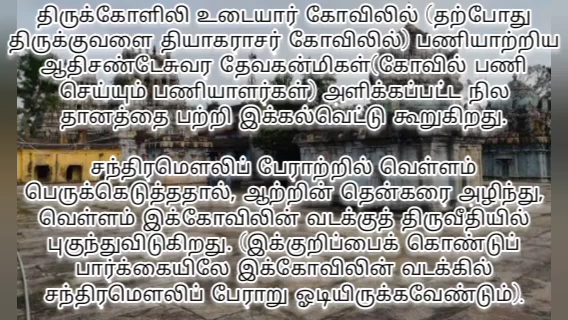 திருக்கோளிலி உடையார் கோவிலில் (தற்போது
திருக்குவளை தியாகராசர் கோவிலில்) பணியாற்றிய
ஆதிசண்டேசுவர தேவகன்மிகள்(கோவில் பணி
செய்யும் பணியாளர்கள்) அளிக்கப்பட்ட நில
தானத்தை பற்றி இக்கல்வெட்டு கூறுகிறது.
சந்திரமௌலிப் பேராற்றில் வெள்ளம்
பெருக்கெடுத்ததால், ஆற்றின் தென்கரை அழிந்து,
வெள்ளம் இக்கோவிலின் வடக்குத் திருவீதியில்
புகுந்துவிடுகிறது. (இக்குறிப்பைக் கொண்டுப்
பார்க்கையிலே இக்கோவிலின் வடக்கில்
சந்திரமௌலிப் பேராறு ஓடியிருக்கவேண்டும்).